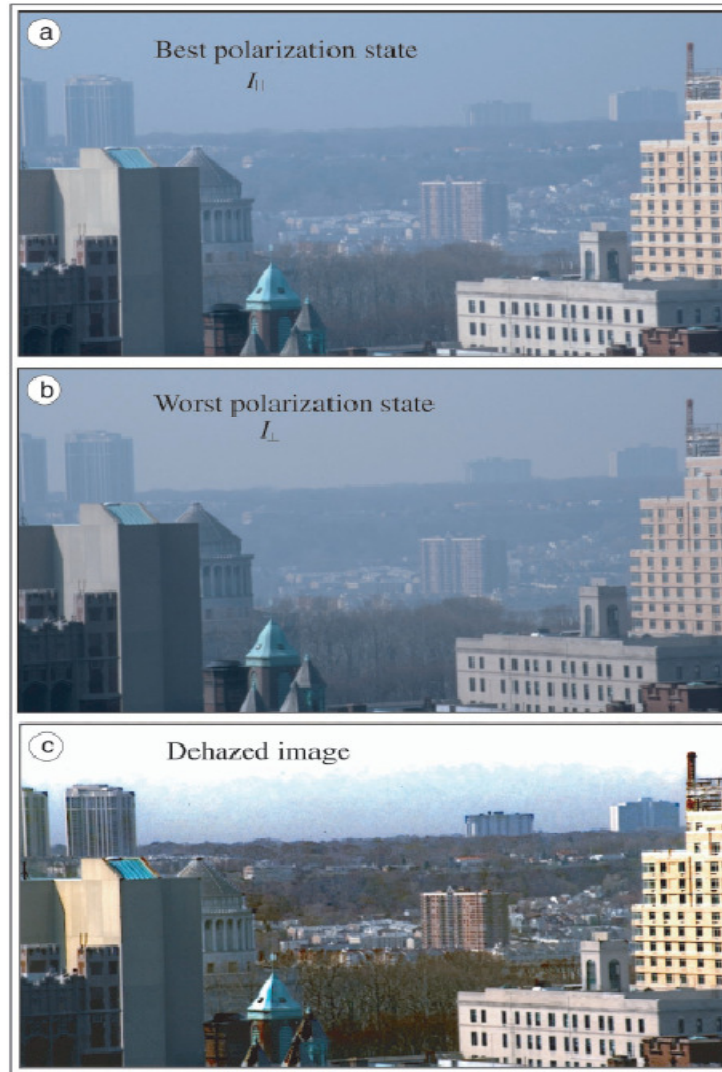 a
Best polarization state
I||
b
Worst polarization state
I⊥
c
Dehazed image